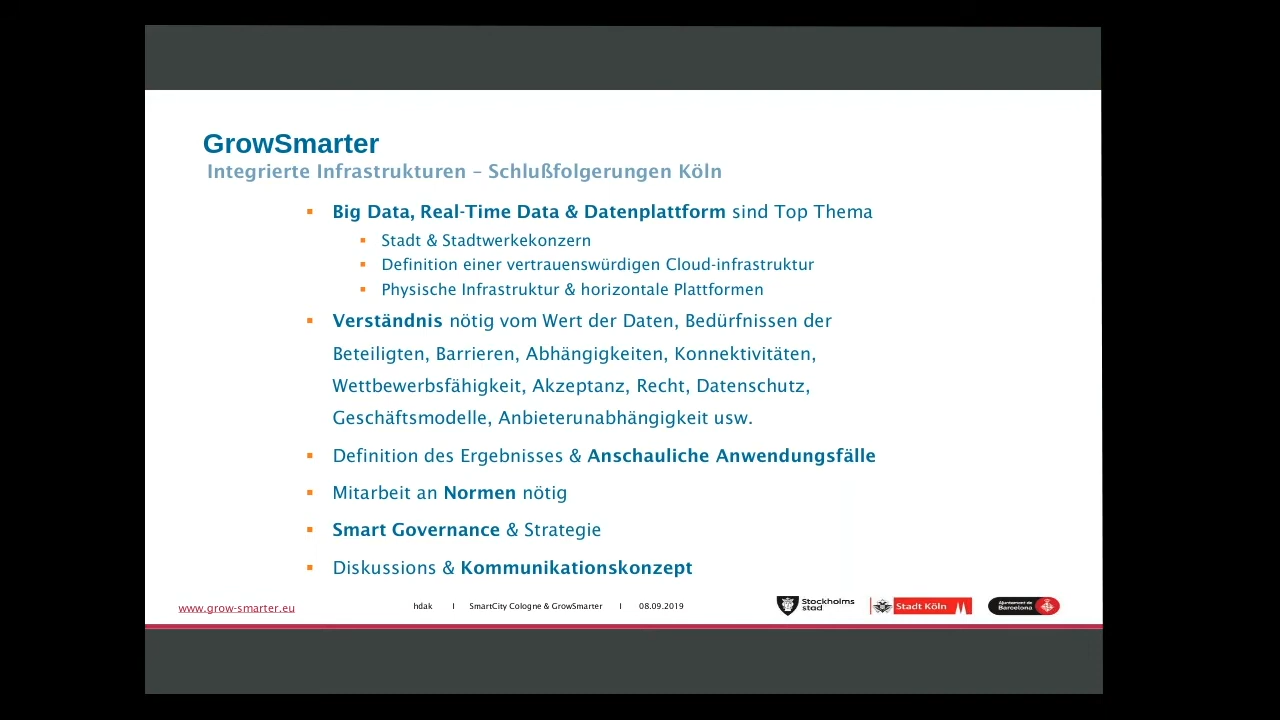 GrowSmarter
Integrierte Infrastrukturen – Schlußfolgerungen Köln
Big Data, Real-Time Data & Datenplattform sind Top Thema
Stadt & Stadtwerkekonzern
Definition einer vertrauenswürdigen Cloud-infrastruktur
Physische Infrastruktur & horizontale Plattformen
Verständnis nötig vom Wert der Daten, Bedürfnissen der
Beteiligten, Barrieren, Abhängigkeiten, Konnektivitäten,
Wettbewerbsfähigkeit, Akzeptanz, Recht, Datenschutz,
Geschäftsmodelle, Anbieterunabhängigkeit usw.
Definition des Ergebnisses & Anschauliche Anwendungsfälle
Mitarbeit an Normen nötig
Smart Governance & Strategie
Diskussions & Kommunikationskonzept
www.grow-smarter.eu hdak I SmartCity Cologne & GrowSmarter I 08.09.2019
Stockholms
stad
Stadt Köln
Ajuntament de
Barcelona